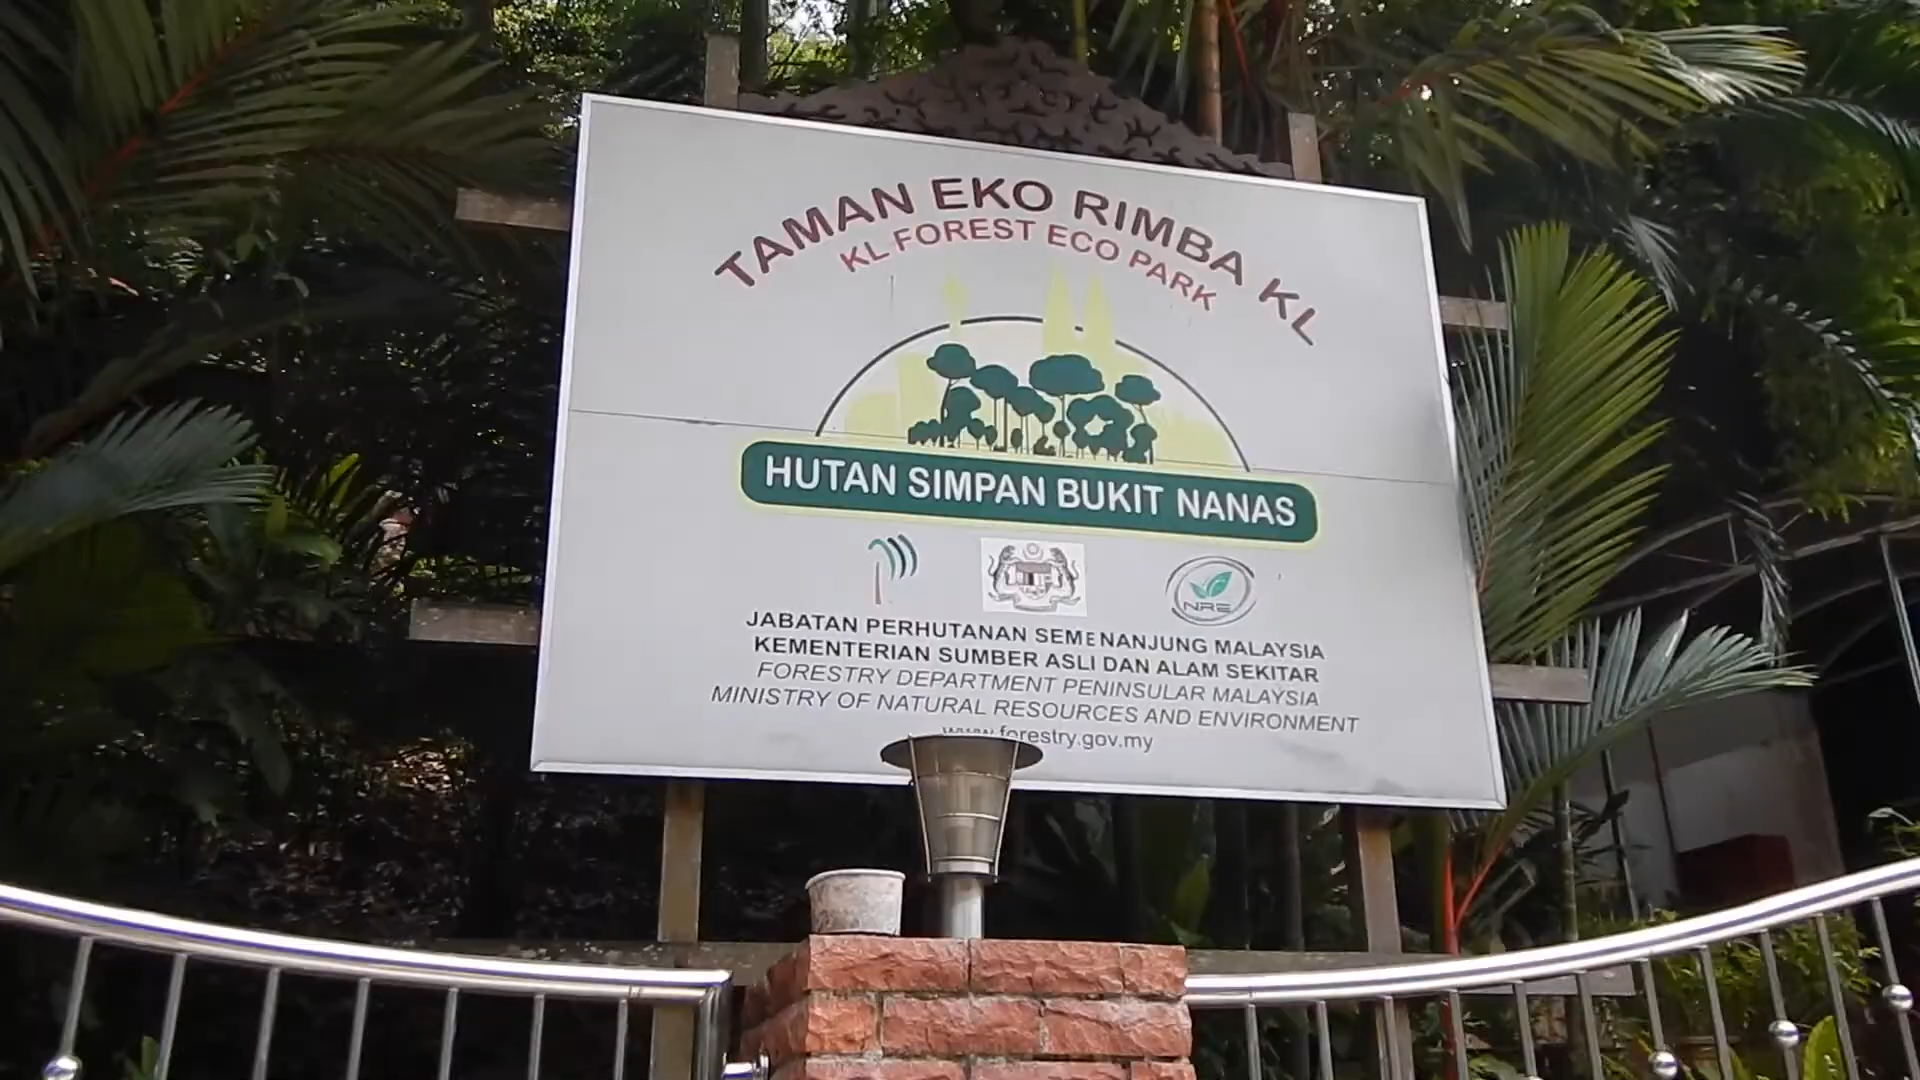 TAMAN EKO RIMBA KL
KL FOREST ECO PARK
HUTAN SIMPAN BUKIT NANAS
NRE
JABATAN PERHUTANAN SEMENANJUNG MALAYSIA
KEMENTERIAN SUMBER ASLI DAN ALAM SEKITAR
FORESTRY DEPARTMENT PENINSULAR MALAYSIA
MINISTRY OF NATURAL RESOURCES AND ENVIRONMENT
www.forestry.gov.my